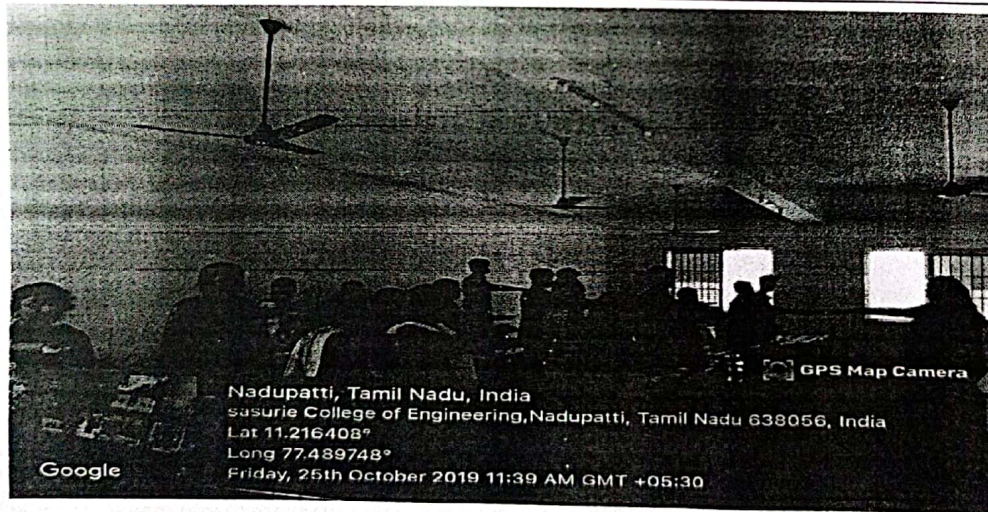 GPS Map Camera
Nadupatti, Tamil Nadu, India
sasurie College of Engineering,Nadupatti, Tamil Nadu 638056, India
Lat 11.216408°
Long 77.489748°
Friday, 25th October 2019 11:39 AM GMT +05:30
Google